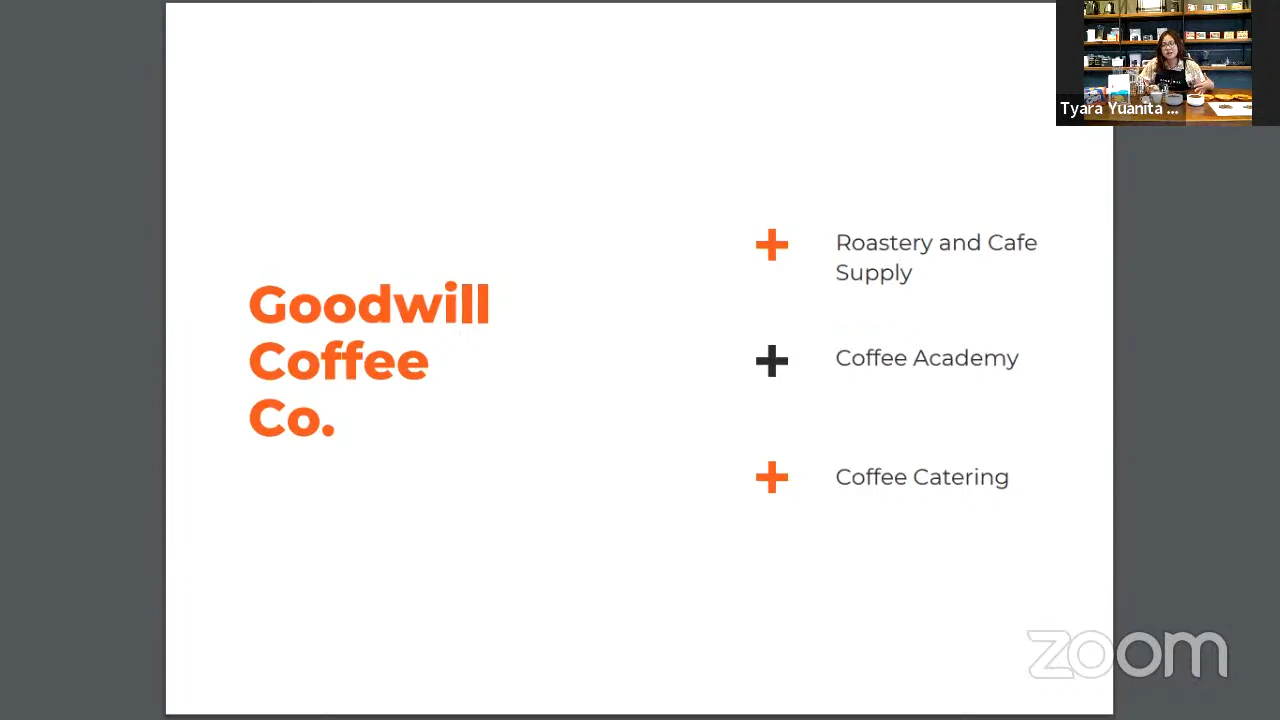 Tyara Yuanita ...
Roastery and Cafe
Supply
Goodwill
Coffee
Co.
Coffee Academy
Coffee Catering
zoom